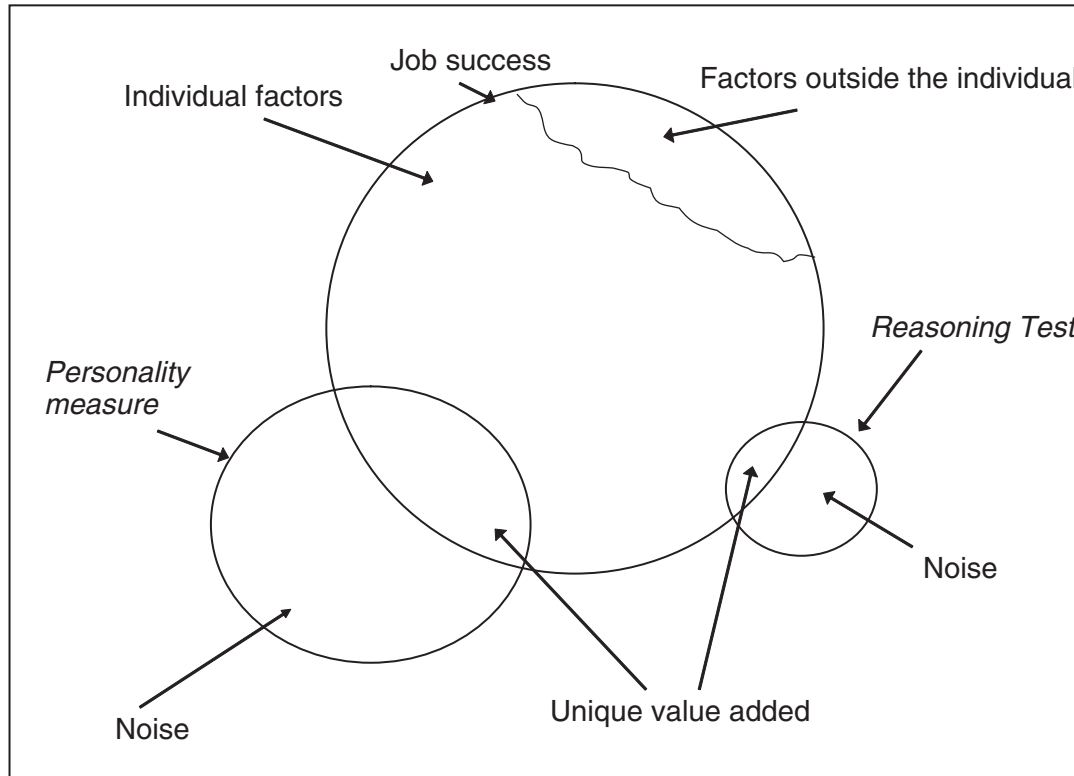 Job success
Factors outside the individual
Individual factors
Reasoning Test
Personality
measure
Noise
Unique value added
Noise